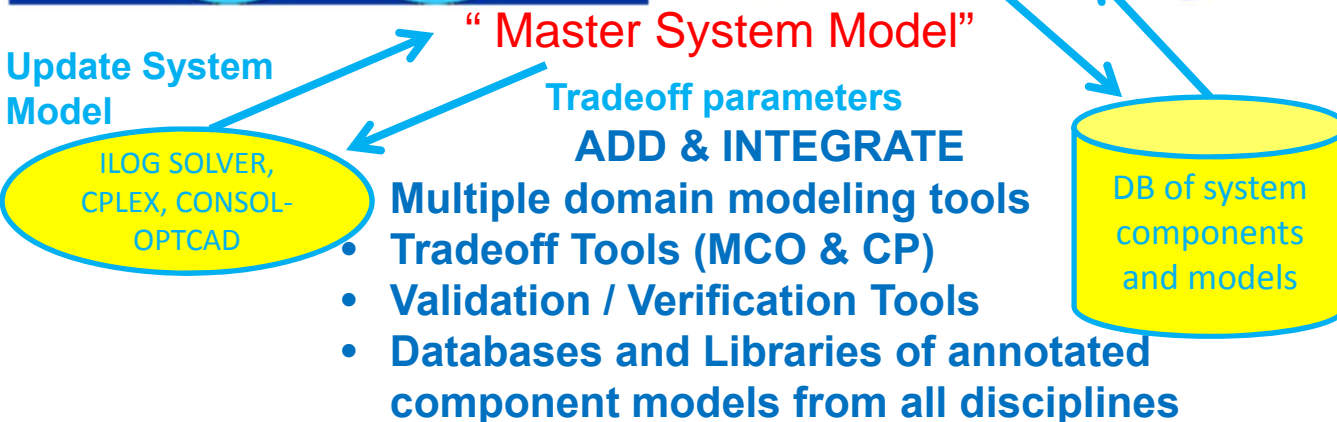 “ Master System Model”
Update System
Model
Tradeoff parameters
ADD & INTEGRATE
ILOG SOLVER,
CPLEX, CONSOL-
OPTCAD
Multiple domain modeling tools
• Tradeoff Tools (MCO & CP)
• Validation / Verification Tools
• Databases and Libraries of annotated
component models from all disciplines
DB of system
components
and models